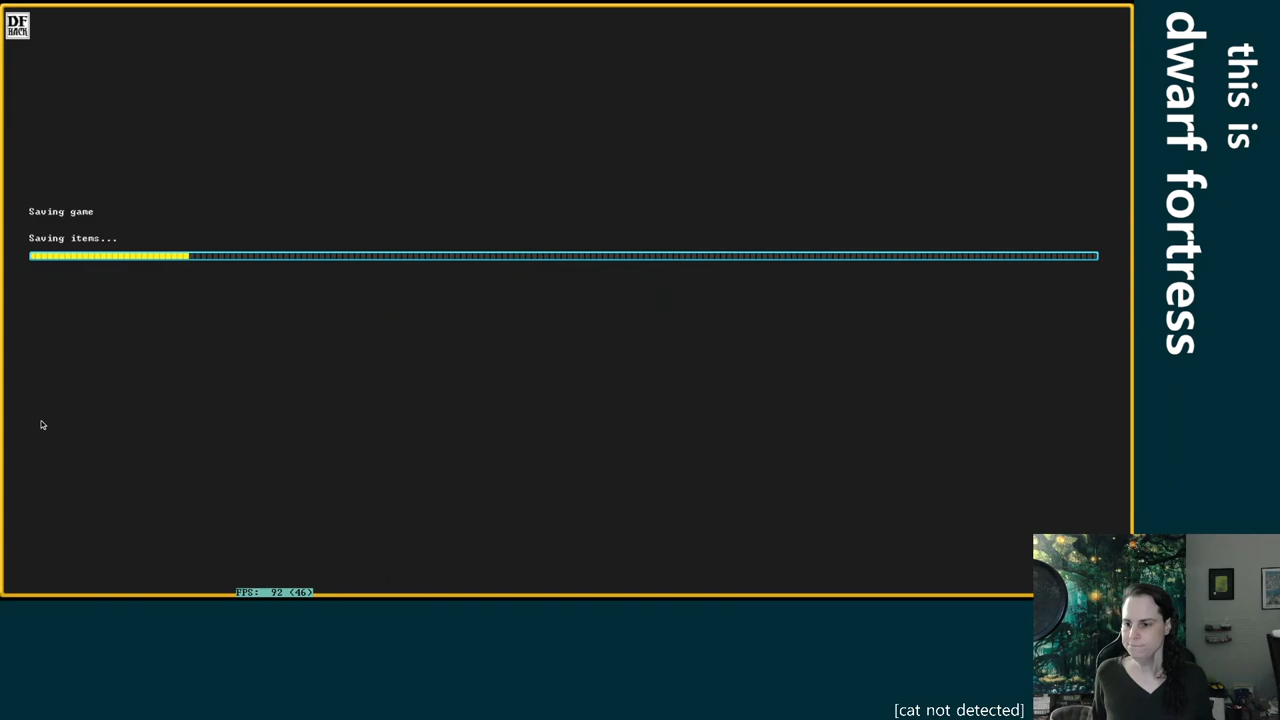 DF
HACK
this is
dwarf fortress
Saving game
Saving items...
FPS: 92 (46)
[cat not detected]